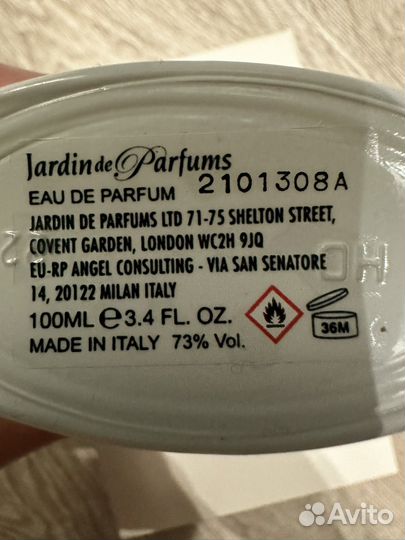 Jardin de Parfums
EAU DE PARFUM 2101308A
JARDIN DE PARFUMS LTD 71-75 SHELTON STREET,
COVENT GARDEN, LONDON WC2H 9JQ
EU-RP ANGEL CONSULTING - VIA SAN SENATORE
14, 20122 MILAN ITALY
100ML e 3.4 FL. OZ.
36M
MADE IN ITALY 73% Vol.
Avito